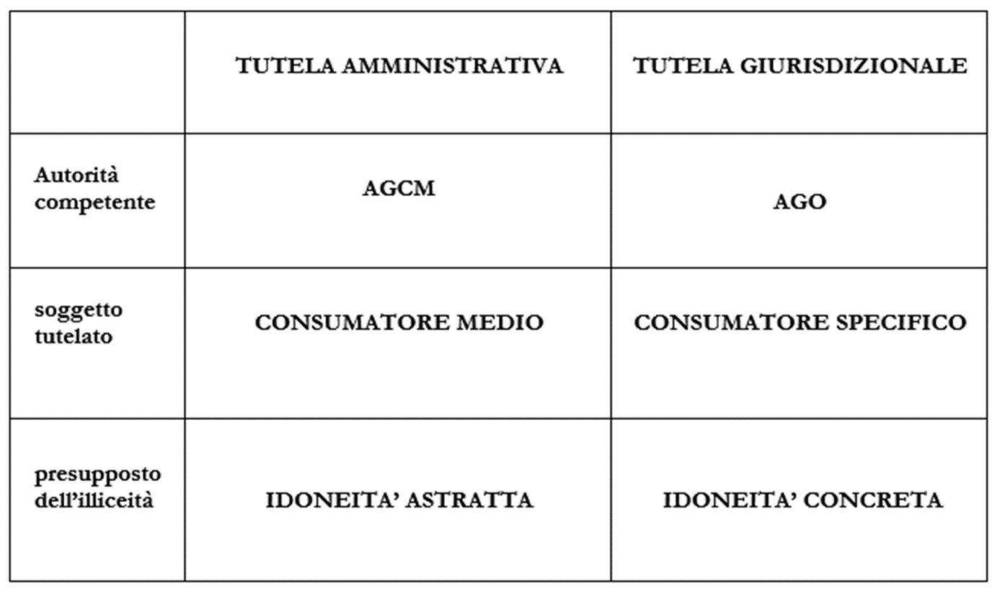 TUTELA AMMINISTRATIVA
TUTELA GIURISDIZIONALE
Autorità
competente
AGCM
AGO
soggetto
tutelato
CONSUMATORE MEDIO
CONSUMATORE SPECIFICO
presupposto
dell’illiceità
IDONEITA’ ASTRATTA
IDONEITA’ CONCRETA